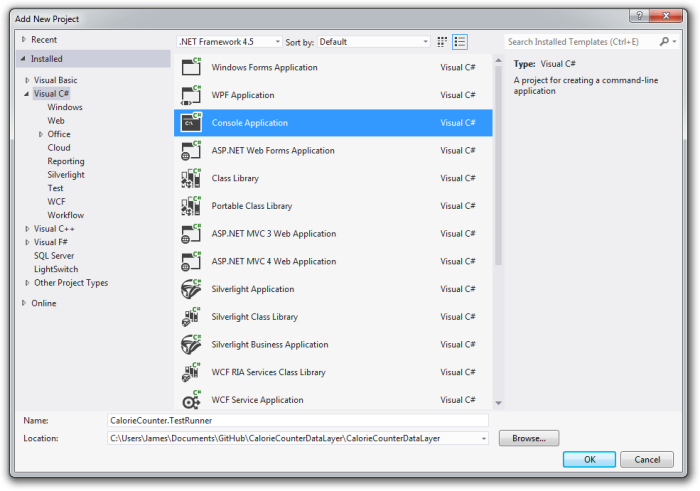 Add New Project
Recent
Installed
Visual Basic
Visual C#
Windows
Web
Office
Cloud
Reporting
Silverlight
Test
WCF
Workflow
Visual C++
Visual F#
SQL Server
LightSwitch
Other Project Types
Online
.NET Framework 4.5 Sort by: Default
Windows Forms Application Visual C#
WPF Application Visual C#
Console Application Visual C#
ASP.NET Web Forms Application Visual C#
Class Library Visual C#
Portable Class Library Visual C#
ASP.NET MVC 3 Web Application Visual C#
ASP.NET MVC 4 Web Application Visual C#
Silverlight Application Visual C#
Silverlight Class Library Visual C#
Silverlight Business Application Visual C#
WCF RIA Services Class Library Visual C#
WCF Service Application Visual C#
Search Installed Templates (Ctrl+E)
Type: Visual C#
A project for creating a command-line
application
Name: CalorieCounter.TestRunner
Location: C:\Users\James\Documents\GitHub\CalorieCounterDataLayer\CalorieCounterDataLayer
Browse...
OK Cancel